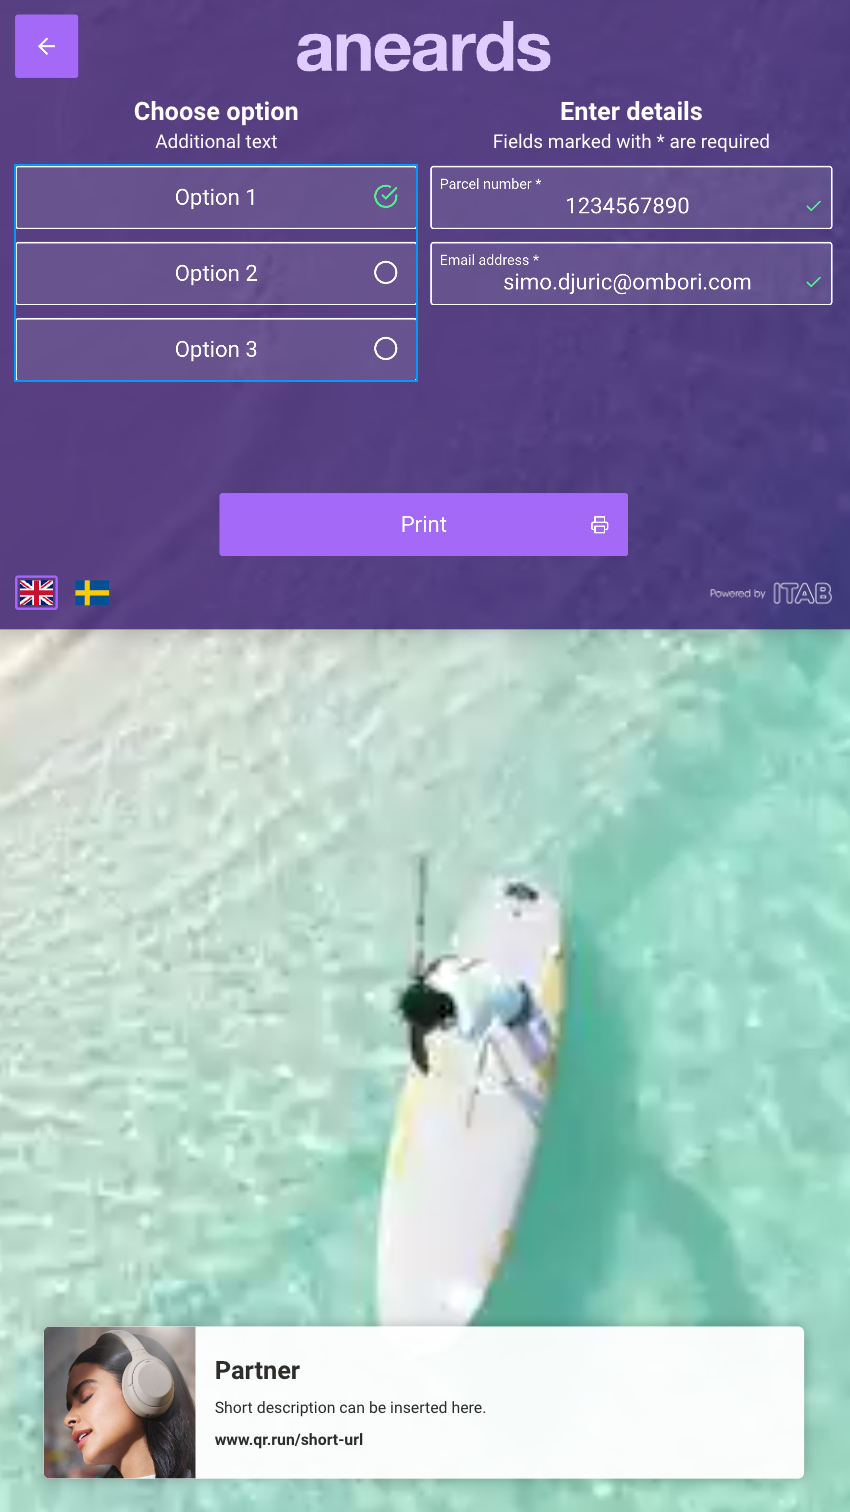 aneards
Choose option
Additional text
Option 1
Option 2
Option 3
Enter details
Fields marked with * are required
Parcel number *
1234567890
Email address *
simo.djuric@ombori.com
Print
Powered by ITAB
Partner
Short description can be inserted here.
www.qr.run/short-url